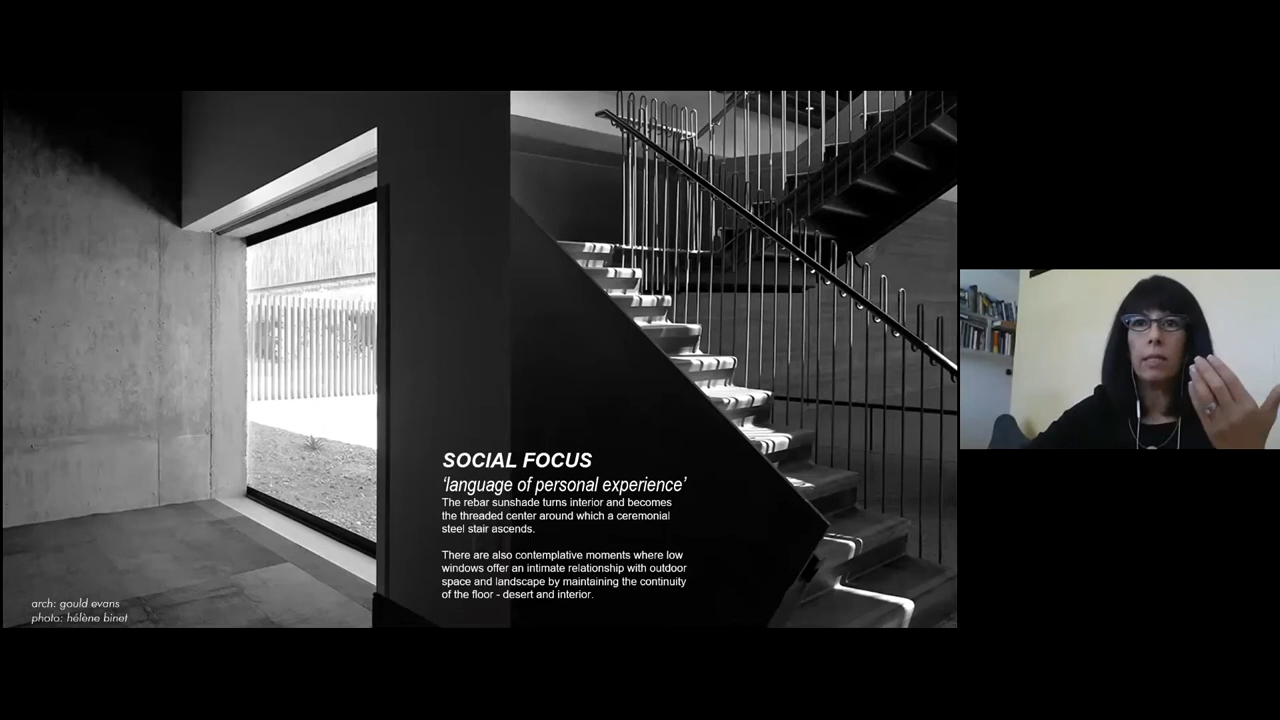 SOCIAL FOCUS
'language of personal experience'
The rebar sunshade turns interior and becomes
the threaded center around which a ceremonial
steel stair ascends.
There are also contemplative moments where low
windows offer an intimate relationship with outdoor
space and landscape by maintaining the continuity
of the floor - desert and interior.
arch: gould evans
photo: hélène binet